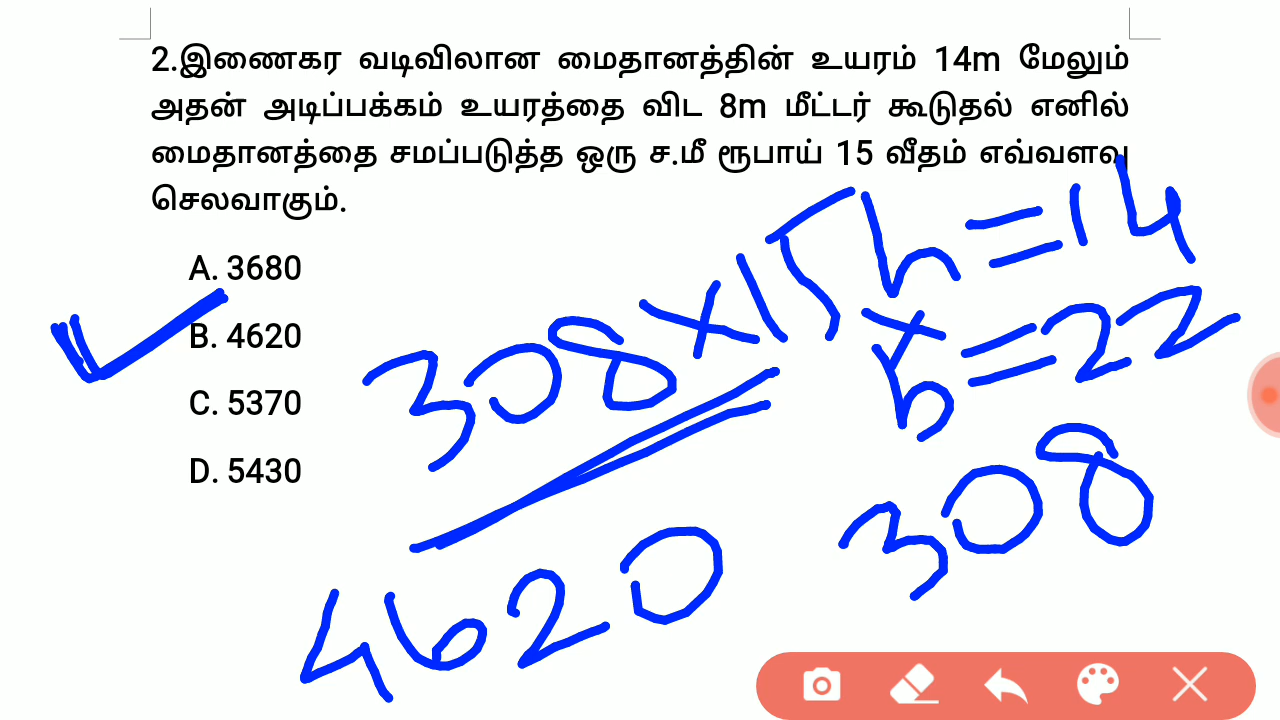 2.இணைகர வடிவிலான மைதானத்தின் உயரம் 14m மேலும்
அதன் அடிப்பக்கம் உயரத்தை விட 8m மீட்டர் கூடுதல் எனில்
மைதானத்தை சமப்படுத்த ஒரு ச.மீ ரூபாய் 15 வீதம் எவ்வளவு
செலவாகும்.
A. 3680
B. 4620
C. 5370
D. 5430
h = 14
x b = 22
308
308 x 15
4620